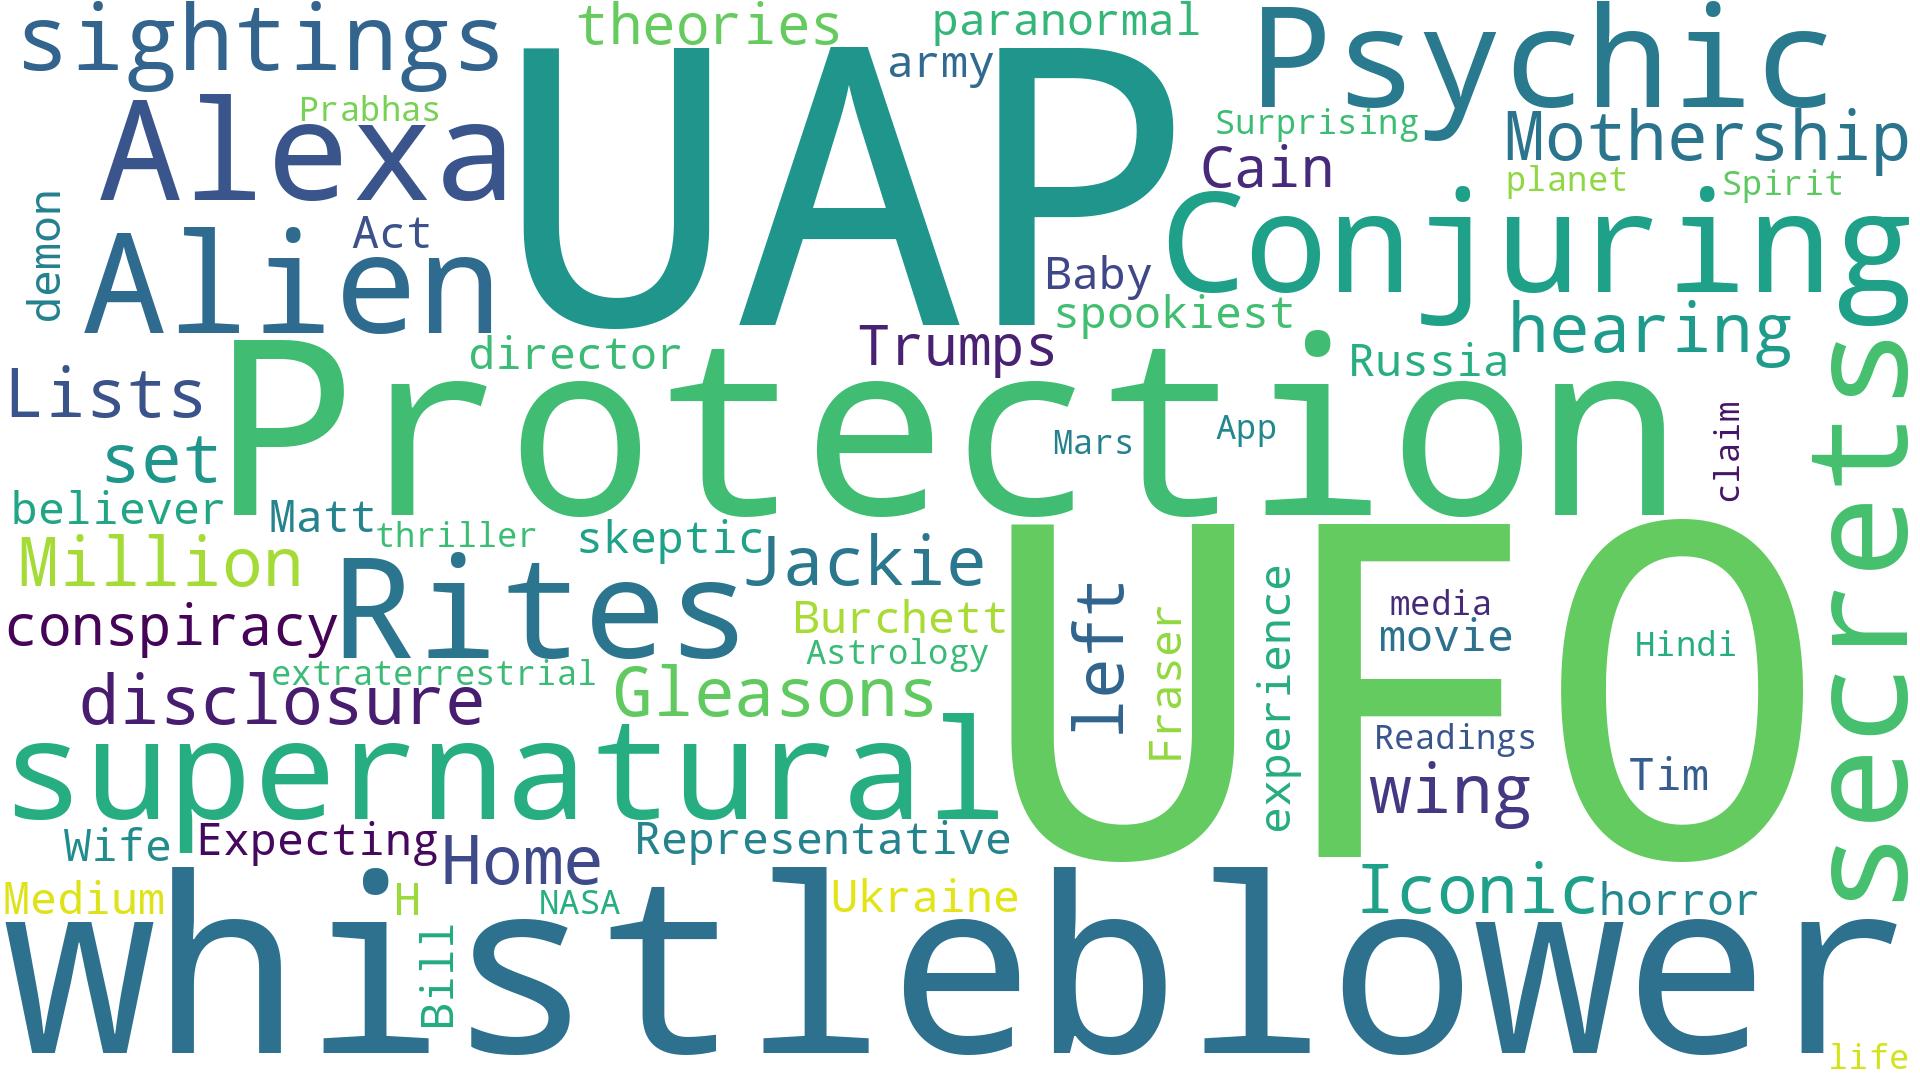 sightings
theories
paranormal
Psychic
army
UAP
Prabhas
Alexa
Surprising
Mothership
Cain
planet
Spirit
demon
Act
Alien
Baby
Conjuring
spookiest
hearing
Trumps
director
Russia
Lists
Protection
Mars
App
claim
secrets
set
believer
Matt
thriller
skeptic
Million
Rites
Jackie
UFO
left
Fraser
experience
media
movie
Hindi
conspiracy
Burchett
Astrology
extraterrestrial
disclosure
Gleasons
supernatural
Readings
wing
Tim
Wife
Expecting
Home
Representative
Medium
H
NASA
Ukraine
Iconic
horror
Bill
whistleblower
life